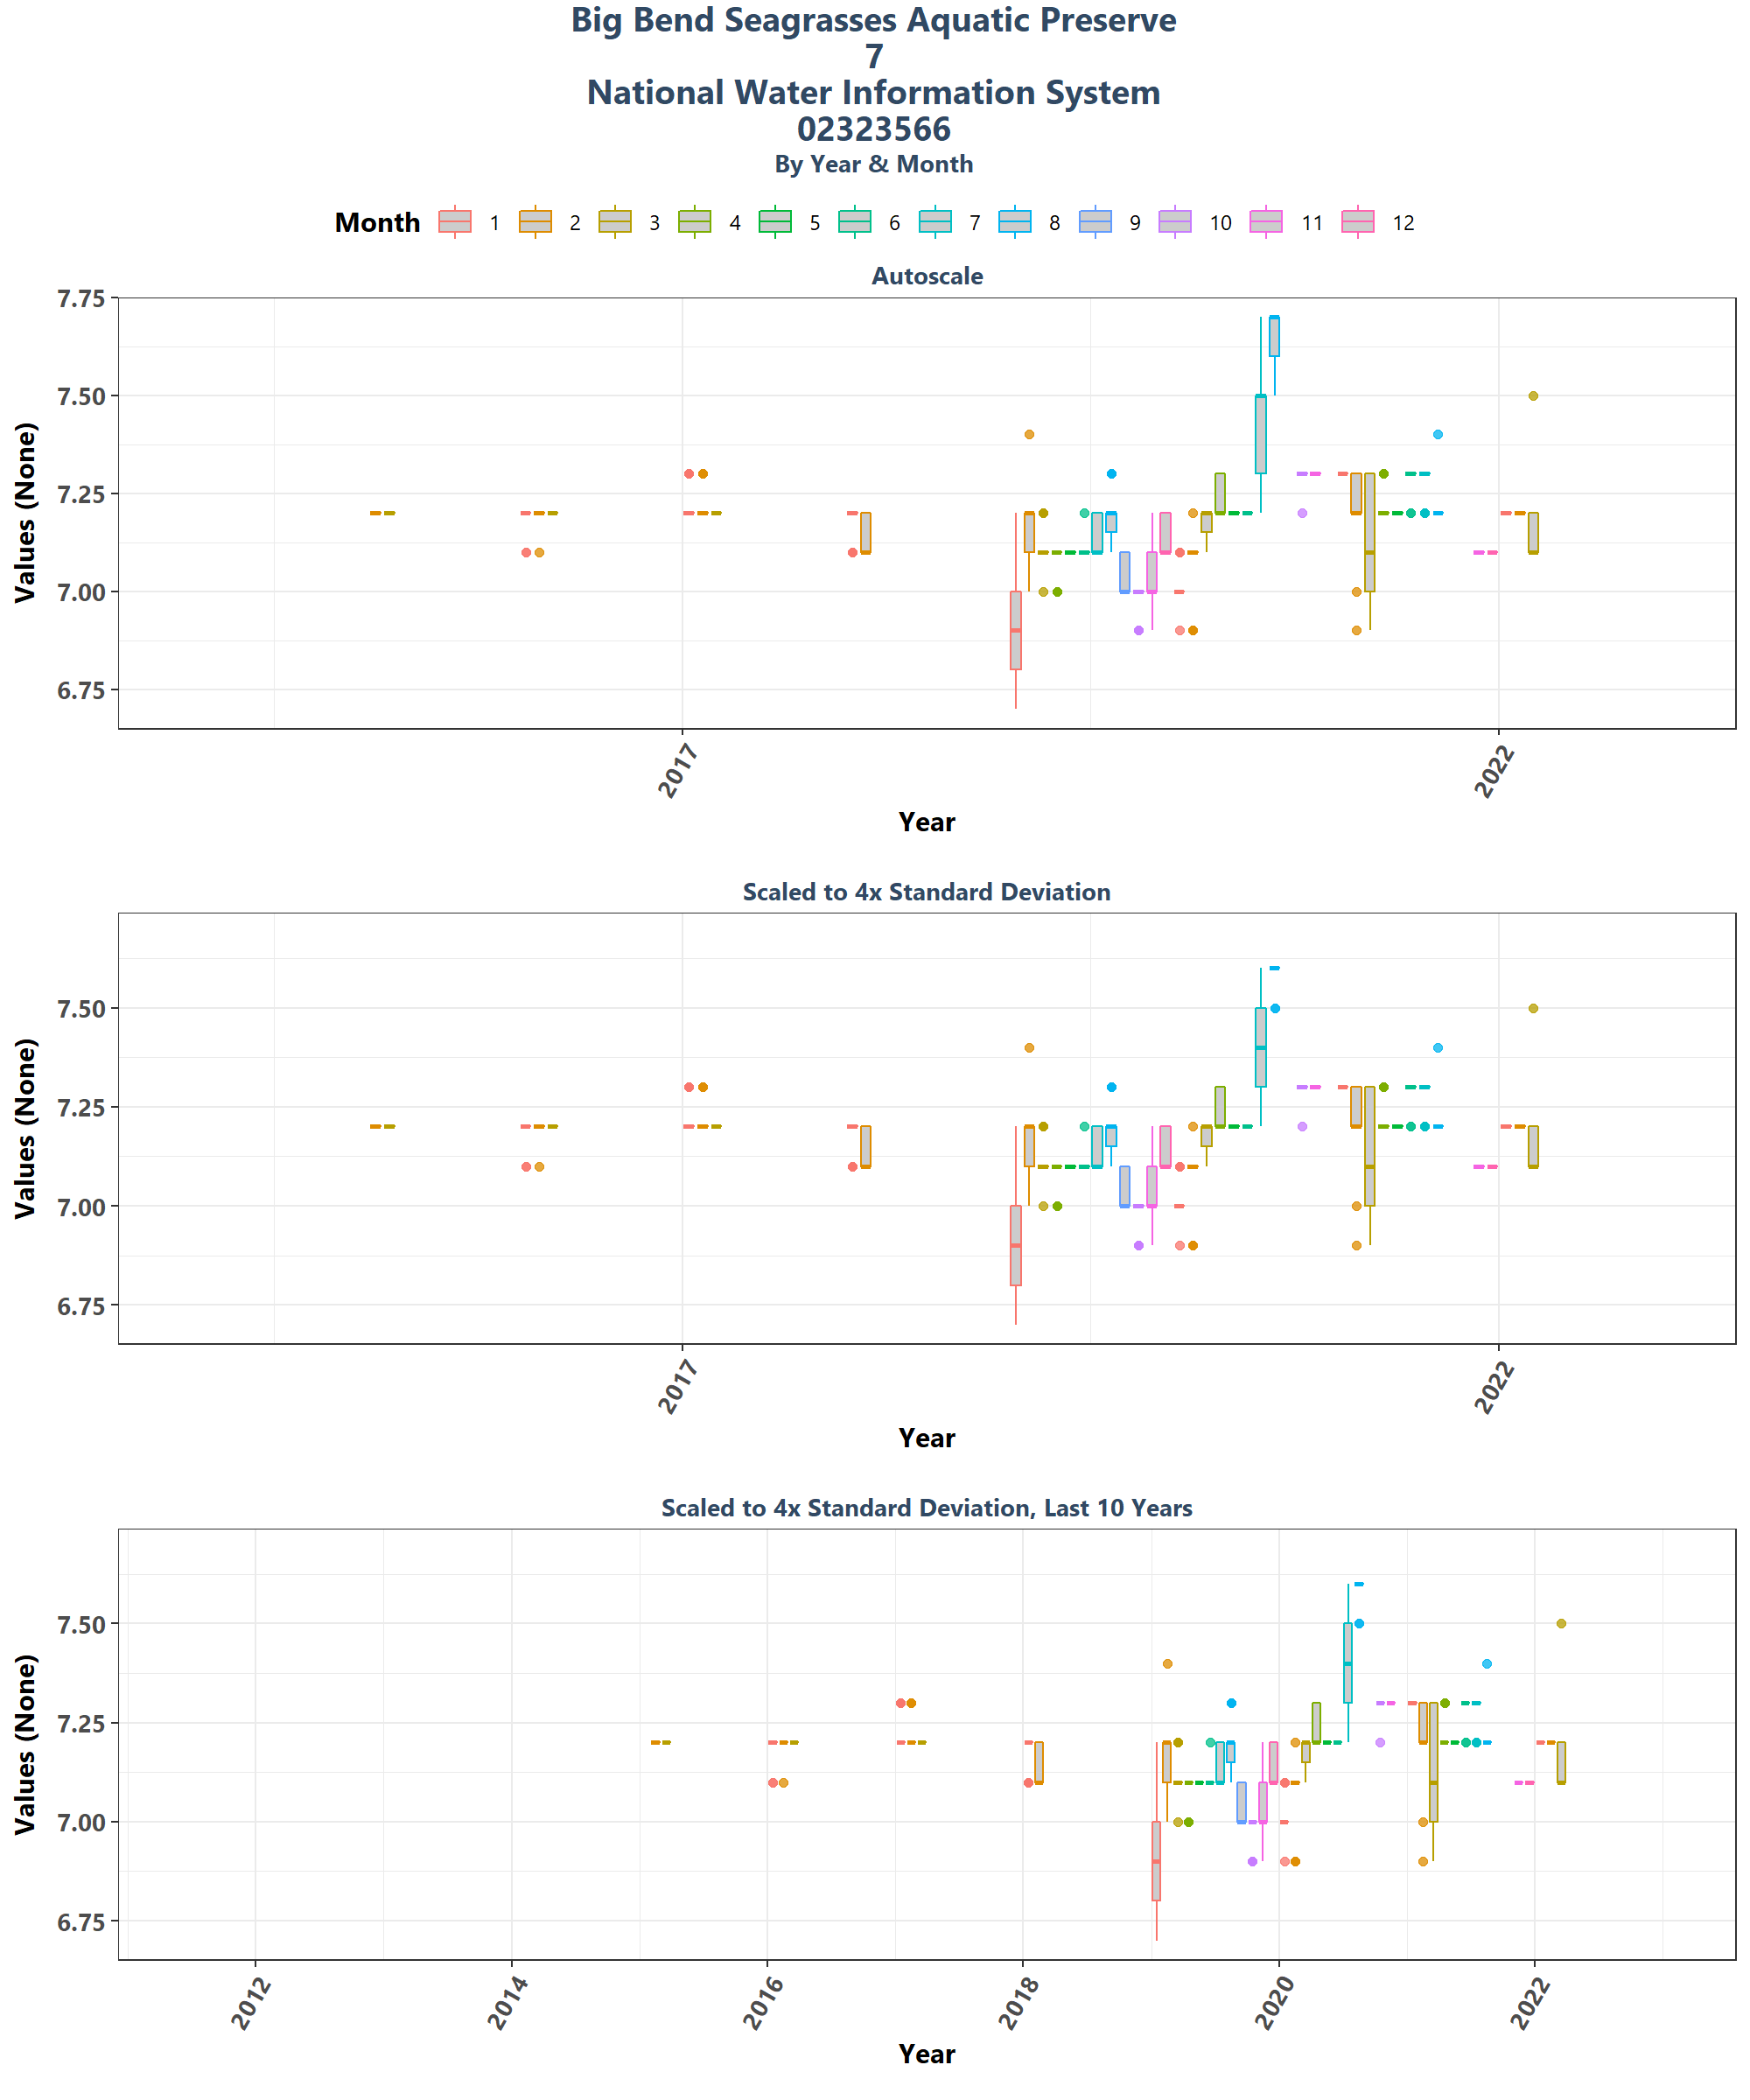 Big Bend Seagrasses Aquatic Preserve
7
National Water Information System
02323566
By Year & Month
Month 1 2 3 4 5 6 7 8 9 10 11 12
Autoscale
7.75
7.50
7.25
7.00
6.75
Values (None)
2017 2022
Year
Scaled to 4x Standard Deviation
7.50
7.25
7.00
6.75
Values (None)
2017 2022
Year
Scaled to 4x Standard Deviation, Last 10 Years
7.50
7.25
7.00
6.75
Values (None)
2012 2014 2016 2018 2020 2022
Year